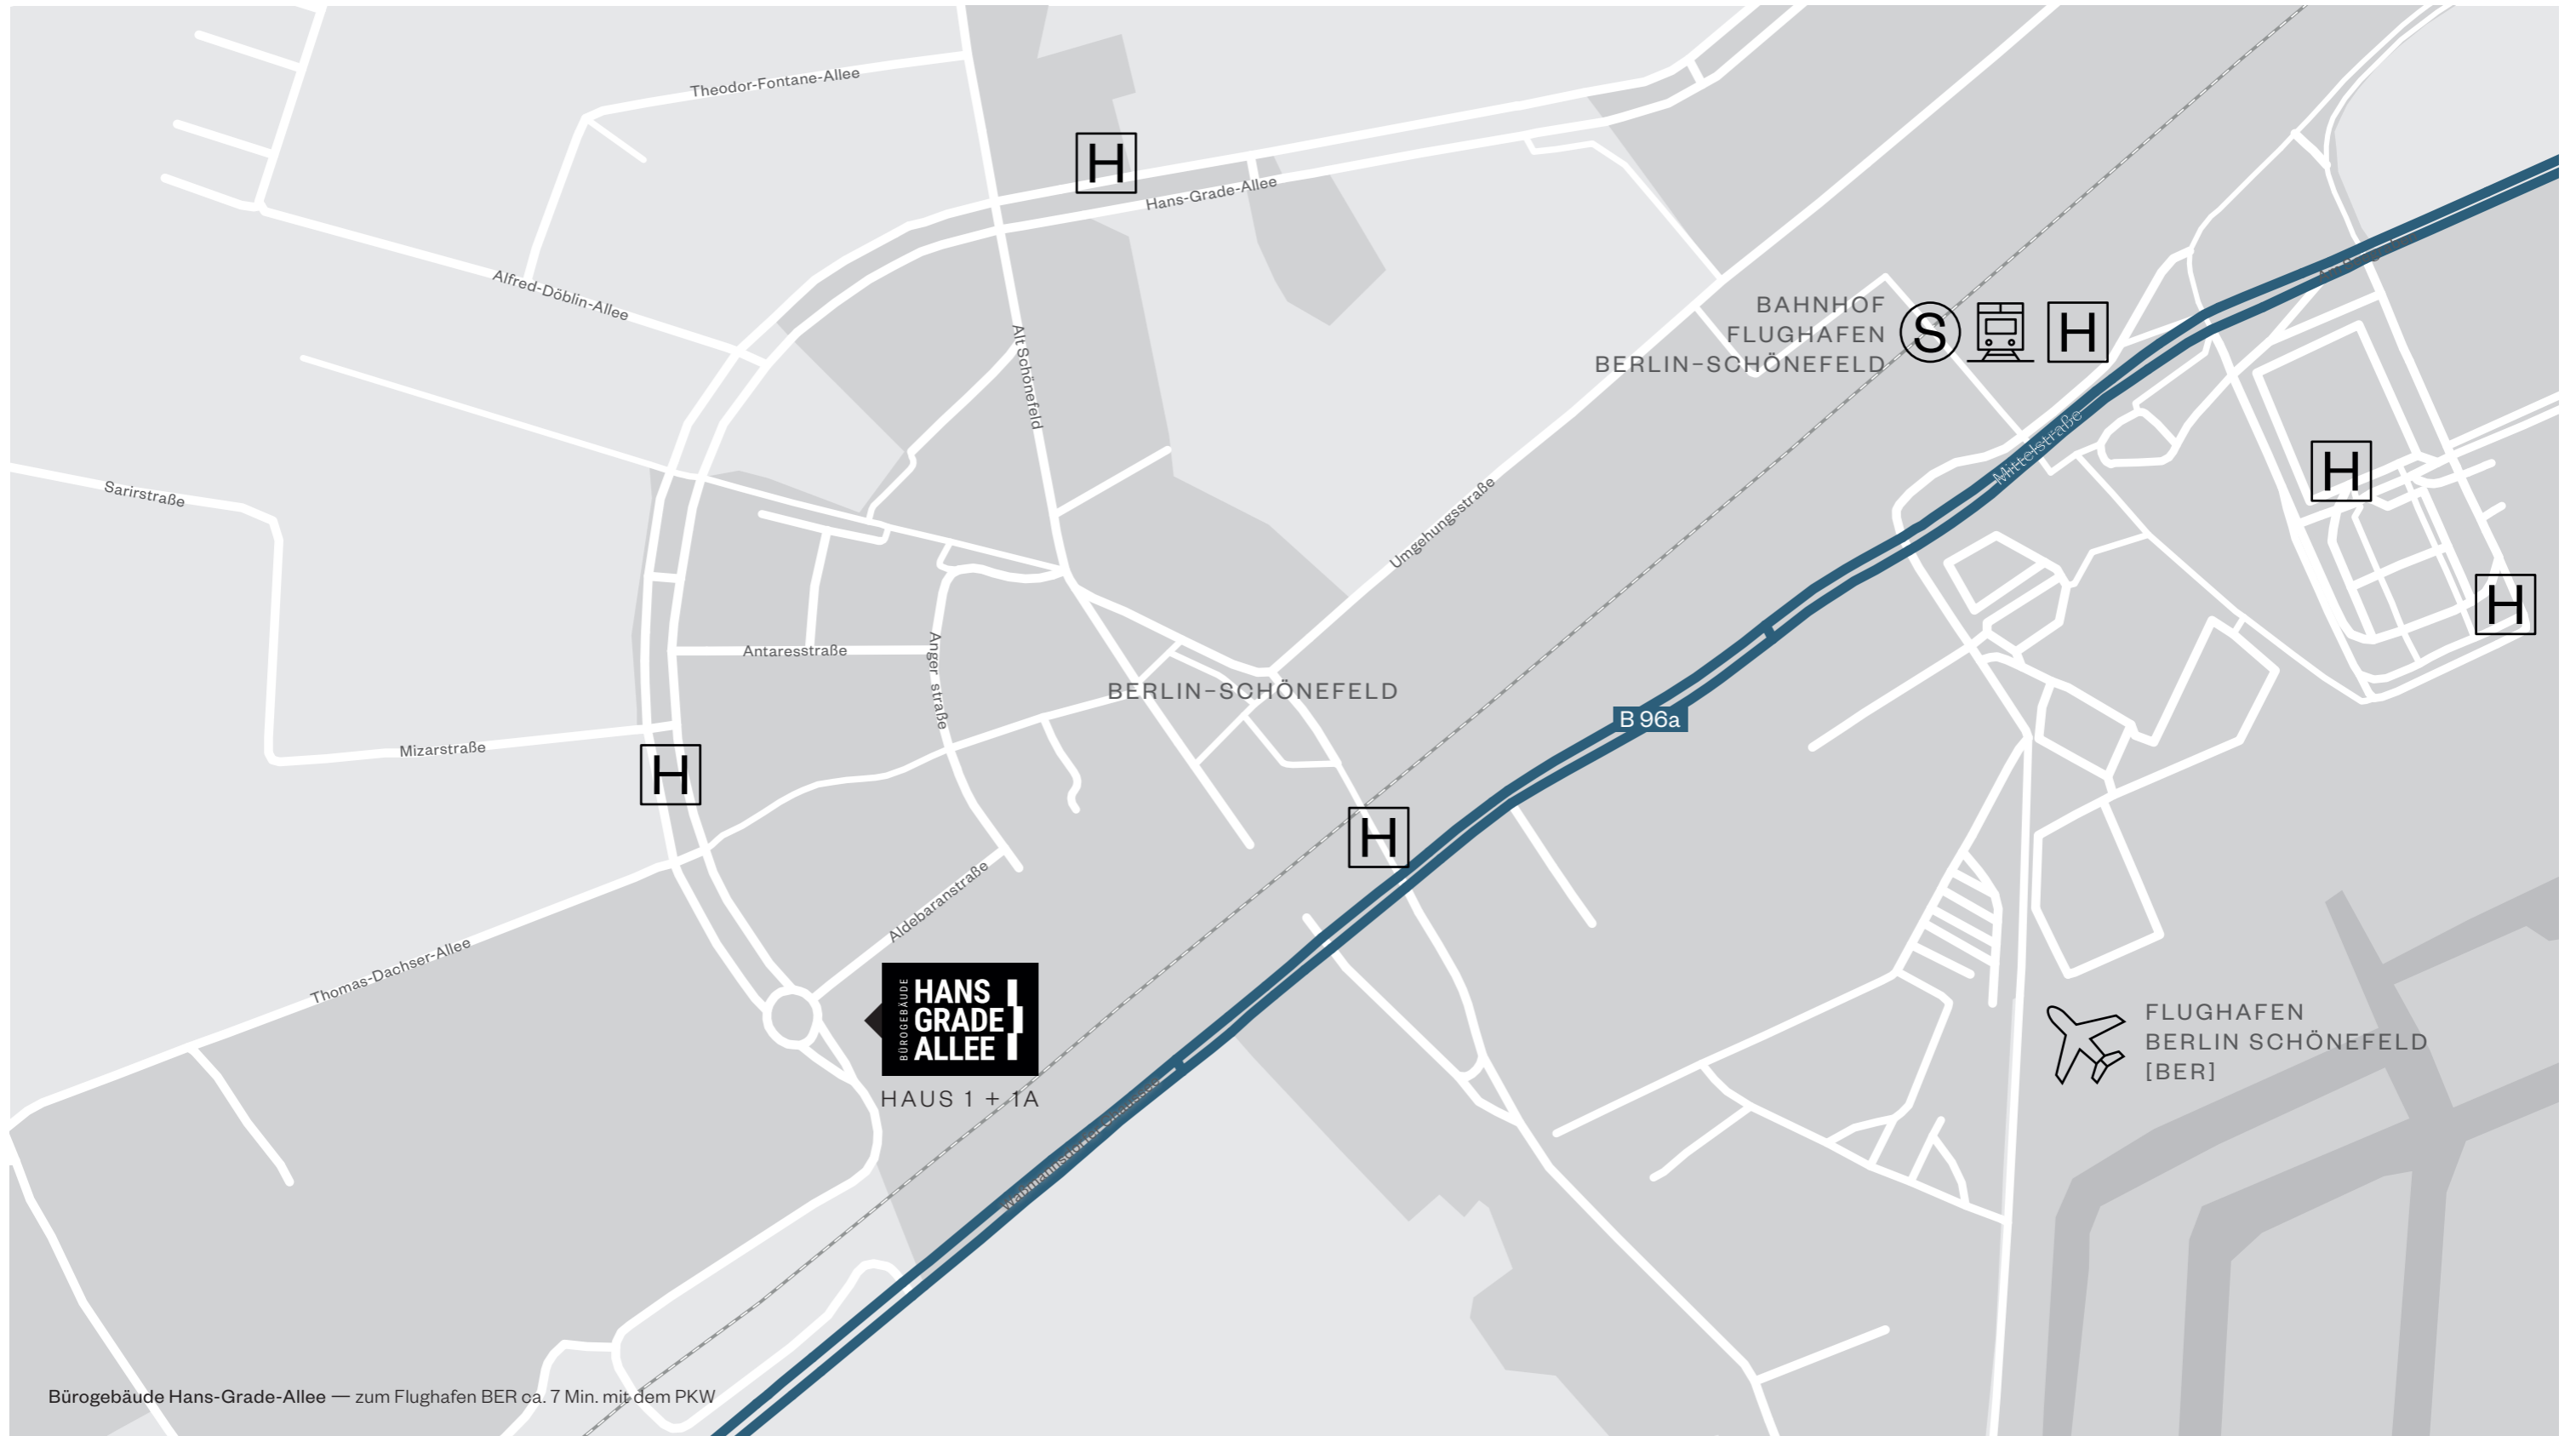 Theodor-Fontane-Allee
H
Hans-Grade-Allee
Alfred-Döblin-Allee
Alt Schönefeld
BAHNHOF
FLUGHAFEN
BERLIN-SCHÖNEFELD
S
H
Mittelstraße
H
Sarirstraße
Umgehungsstraße
H
Antaresstraße
Anger straße
BERLIN-SCHÖNEFELD
B 96a
Mizarstraße
H
H
Aldebaranstraße
Thomas-Dachser-Allee
BÜROGEBÄUDE
HANS
GRADE
ALLEE
HAUS 1 + 1A
FLUGHAFEN
BERLIN SCHÖNEFELD
[BER]
Bürogebäude Hans-Grade-Allee — zum Flughafen BER ca. 7 Min. mit dem PKW